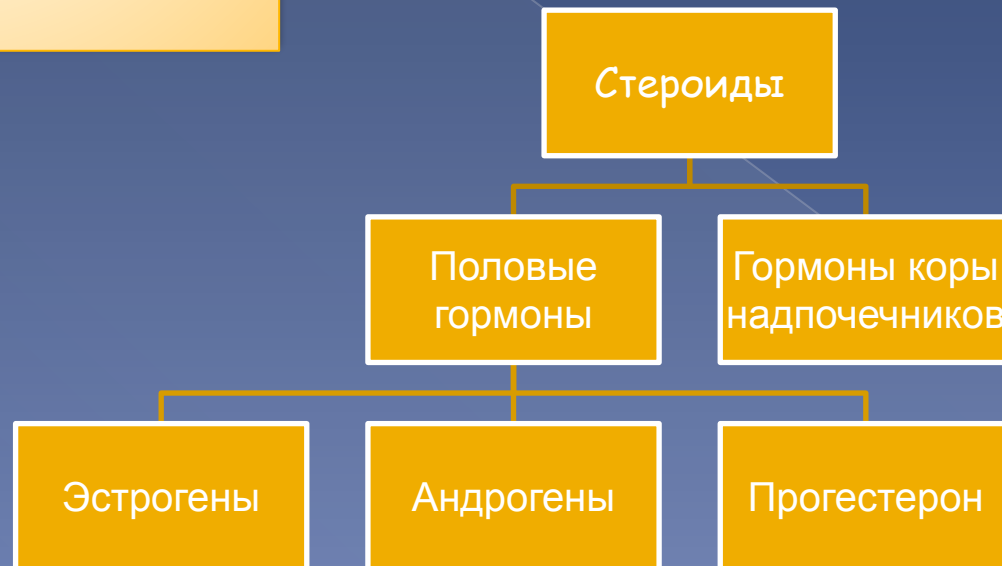 Стероиды
Половые
гормоны
Гормоны коры
надпочечников
Эстрогены
Андрогены
Прогестерон